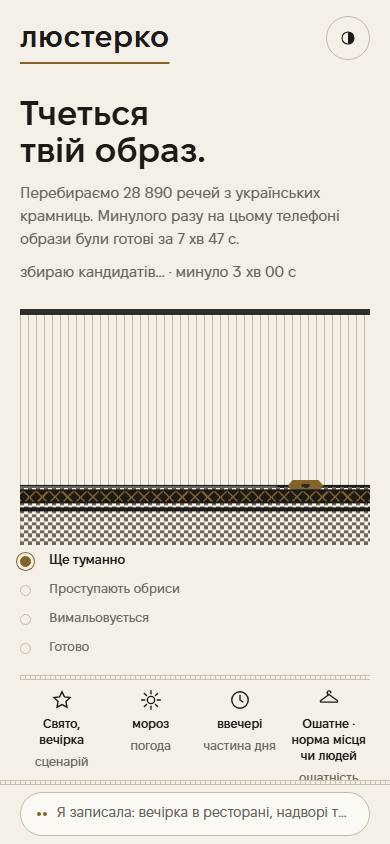 люстерко
Тчеться
твій образ.
Перебираємо 28 890 речей з українських
крамниць. Минулого разу на цьому телефоні
образи були готові за 7 хв 47 с.
збираю кандидатів… · минуло 3 хв 00 с
Ще туманно
Проступають обриси
Вимальовується
Готово
Свято,
вечірка
сценарій
мороз
погода
ввечері
частина дня
Ошатне ·
норма місця
чи людей
ошатність
Я записала: вечірка в ресторані, надворі т…